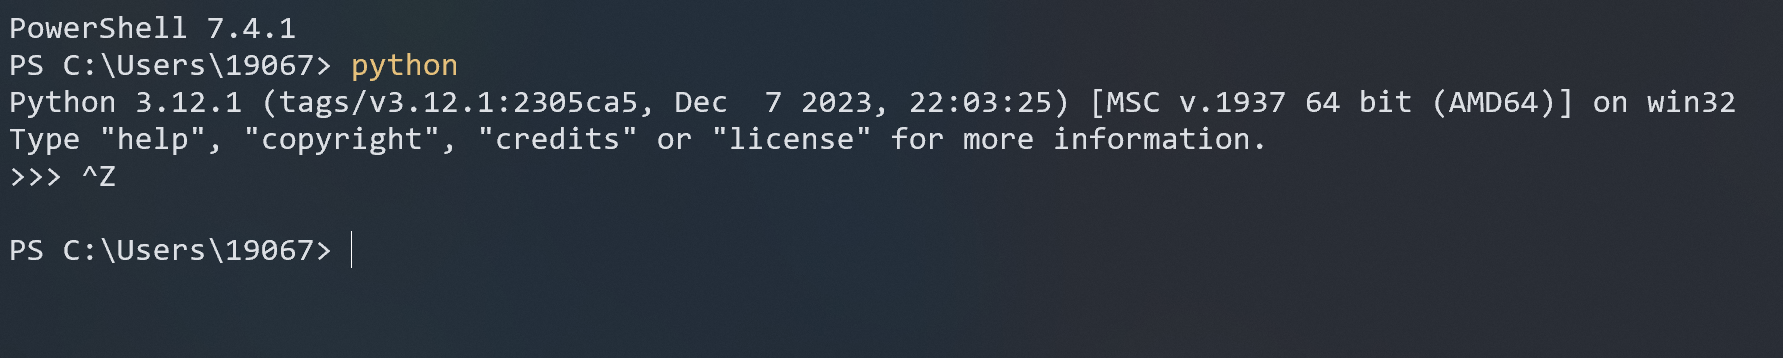 PowerShell 7.4.1
PS C:\Users\19067> python
Python 3.12.1 (tags/v3.12.1:2305ca5, Dec  7 2023, 22:03:25) [MSC v.1937 64 bit (AMD64)] on win32
Type "help", "copyright", "credits" or "license" for more information.
>>> ^Z
PS C:\Users\19067>